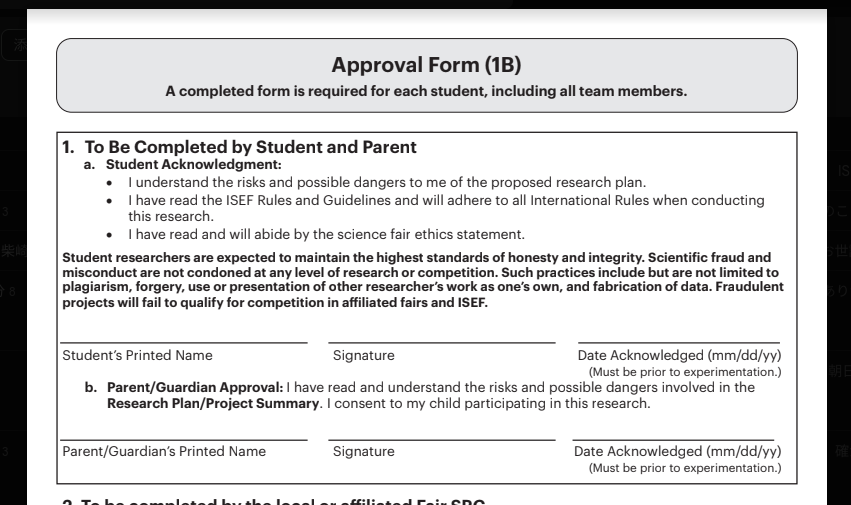 Approval Form (1B)
A completed form is required for each student, including all team members.
1. To Be Completed by Student and Parent
a. Student Acknowledgment:
• I understand the risks and possible dangers to me of the proposed research plan.
• I have read the ISEF Rules and Guidelines and will adhere to all International Rules when conducting
this research.
• I have read and will abide by the science fair ethics statement.
Student researchers are expected to maintain the highest standards of honesty and integrity. Scientific fraud and
misconduct are not condoned at any level of research or competition. Such practices include but are not limited to
plagiarism, forgery, use or presentation of other researcher's work as one's own, and fabrication of data. Fraudulent
projects will fail to qualify for competition in affiliated fairs and ISEF.
Student's Printed Name Signature Date Acknowledged (mm/dd/yy)
(Must be prior to experimentation.)
b. Parent/Guardian Approval: I have read and understand the risks and possible dangers involved in the
Research Plan/Project Summary. I consent to my child participating in this research.
Parent/Guardian's Printed Name Signature Date Acknowledged (mm/dd/yy)
(Must be prior to experimentation.)
2. To be completed by the local or affiliated Fair SRC